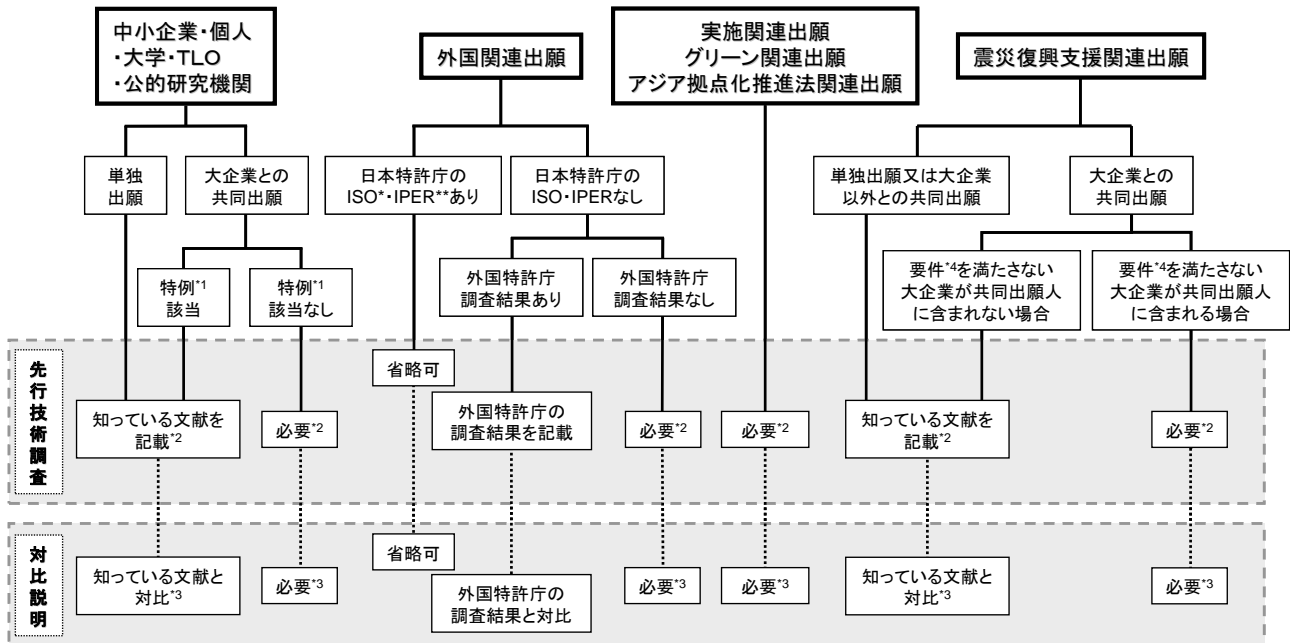 中小企業・個人
・大学・TLO
・公的研究機関
外国関連出願
実施関連出願
グリーン関連出願
アジア拠点化推進法関連出願
震災復興支援関連出願
単独
出願
大企業との
共同出願
日本特許庁の
ISO*・IPER**あり
日本特許庁の
ISO・IPERなし
単独出願又は大企業
以外との共同出願
大企業との
共同出願
特例*1
該当
特例*1
該当なし
外国特許庁
調査結果あり
外国特許庁
調査結果なし
要件*4を満たさない
大企業が共同出願人
に含まれない場合
要件*4を満たさない
大企業が共同出願人
に含まれる場合
先行技術調査
知っている文献を
記載*2
必要*2
省略可
外国特許庁の
調査結果を記載
必要*2
必要*2
知っている文献を
記載*2
必要*2
対比説明
知っている文献と
対比*3
必要*3
省略可
外国特許庁の
調査結果と対比
必要*3
必要*3
知っている文献と
対比*3
必要*3